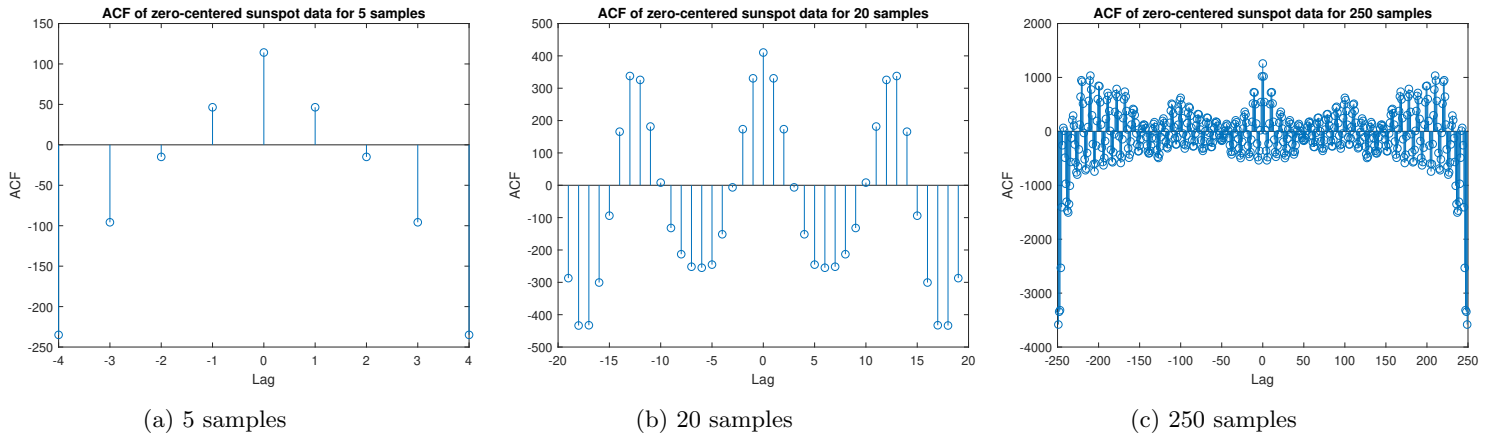 ACF of zero-centered sunspot data for 5 samples
150
100
50
0
-50
-100
-150
-200
-250
ACF
-4 -3 -2 -1 0 1 2 3 4
Lag
(a) 5 samples
ACF of zero-centered sunspot data for 20 samples
500
400
300
200
100
0
-100
-200
-300
-400
-500
ACF
-20 -15 -10 -5 0 5 10 15 20
Lag
(b) 20 samples
ACF of zero-centered sunspot data for 250 samples
2000
1000
0
-1000
-2000
-3000
-4000
ACF
-250 -200 -150 -100 -50 0 50 100 150 200 250
Lag
(c) 250 samples